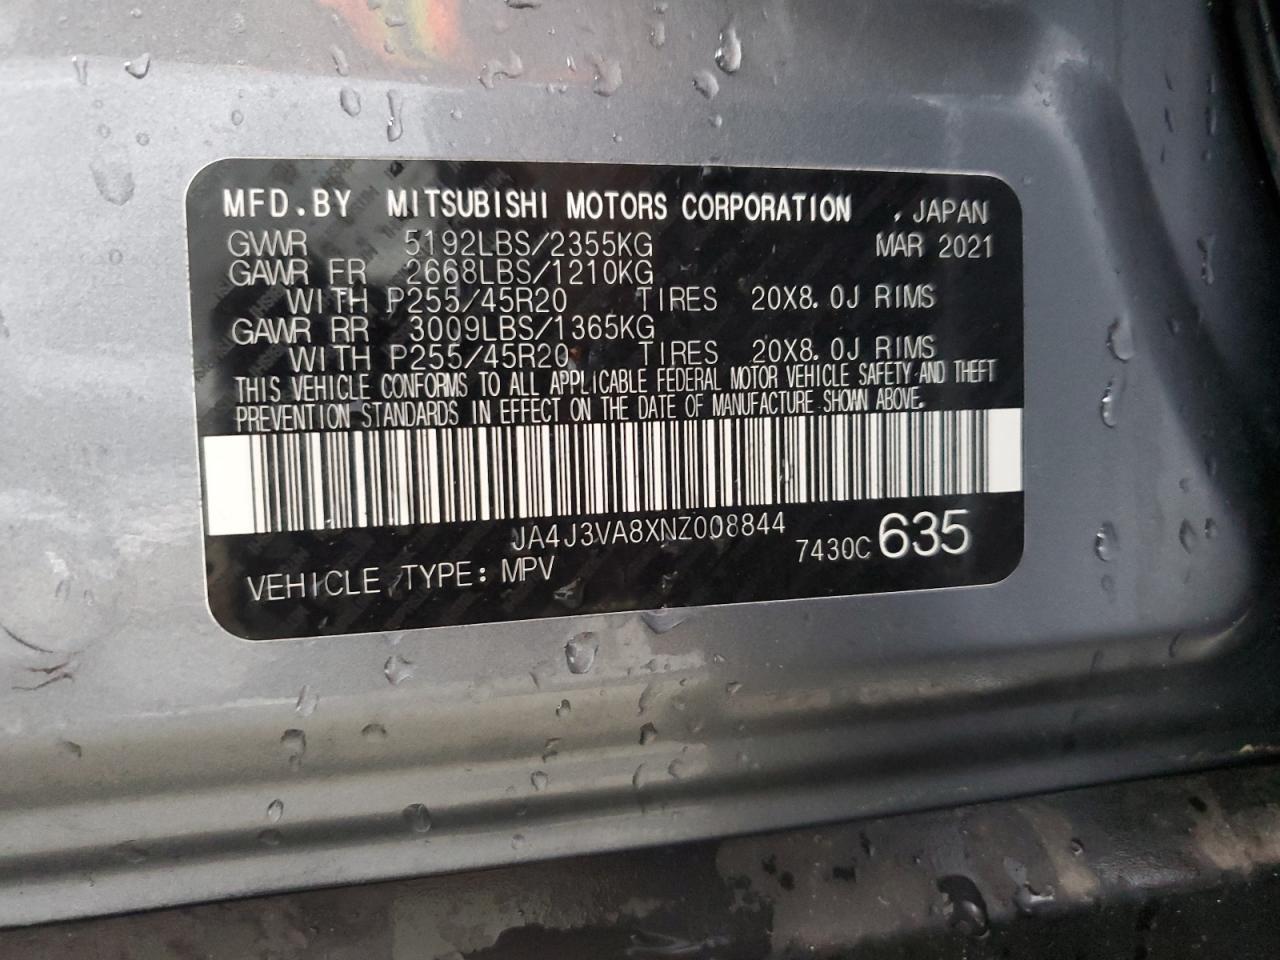 MFD.BY MITSUBISHI MOTORS CORPORATION , JAPAN
GVWR 5192LBS/2355KG MAR 2021
GAWR FR 2668LBS/1210KG
WITH P255/45R20 TIRES 20X8.0J RIMS
GAWR RR 3009LBS/1365KG
WITH P255/45R20 TIRES 20X8.0J RIMS
THIS VEHICLE CONFORMS TO ALL APPLICABLE FEDERAL MOTOR VEHICLE SAFETY AND THEFT
PREVENTION STANDARDS IN EFFECT ON THE DATE OF MANUFACTURE SHOWN ABOVE.
JA4J3VA8XNZ008844
7430C 635
VEHICLE TYPE: MPV